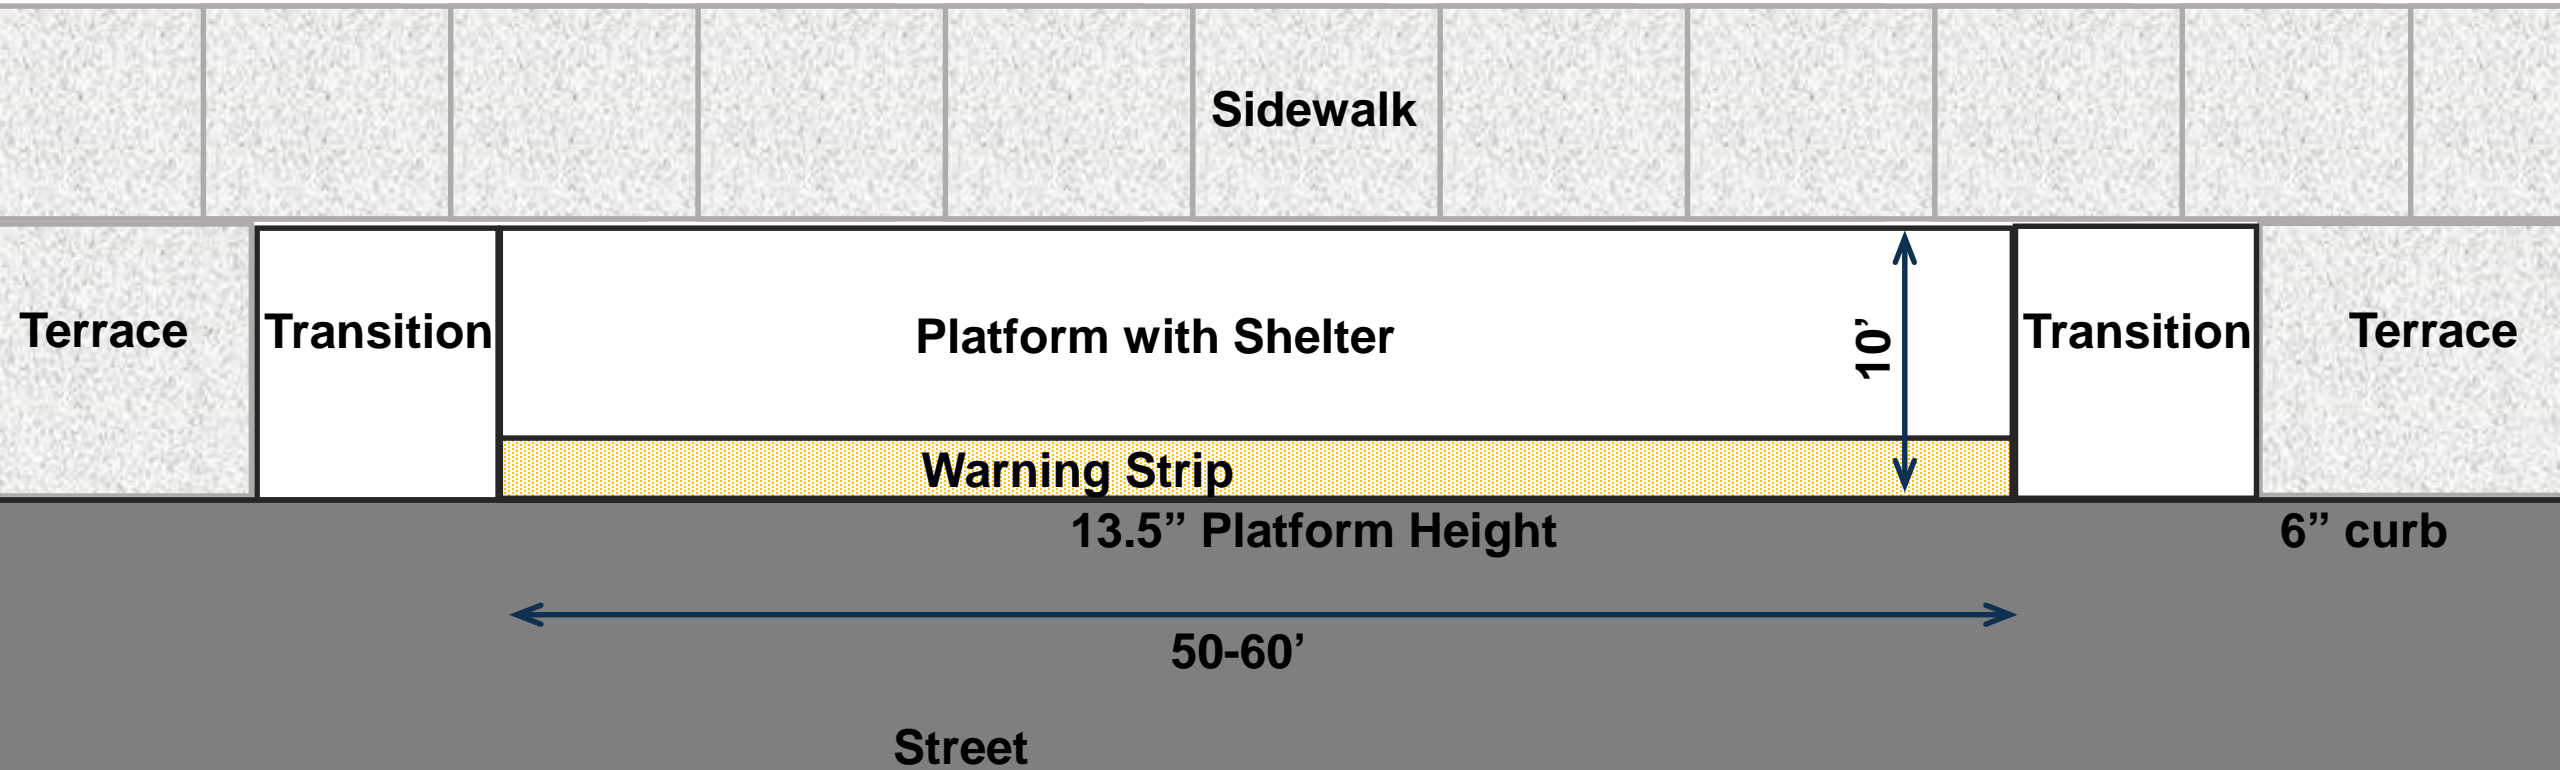 Sidewalk
Terrace
Transition
Platform with Shelter
10’
Transition
Terrace
Warning Strip
13.5” Platform Height
6” curb
50-60’
Street